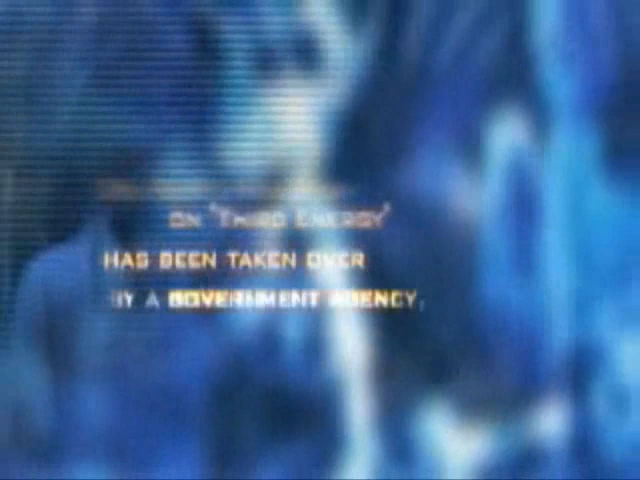 ON "THIRD ENERGY"
HAS BEEN TAKEN OVER
BY A GOVERNMENT AGENCY.